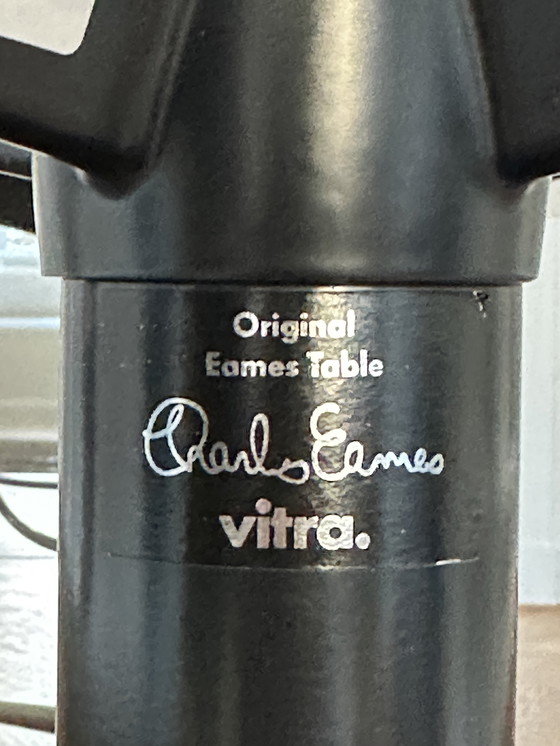 Original
Eames Table
Charles Eames
vitra.